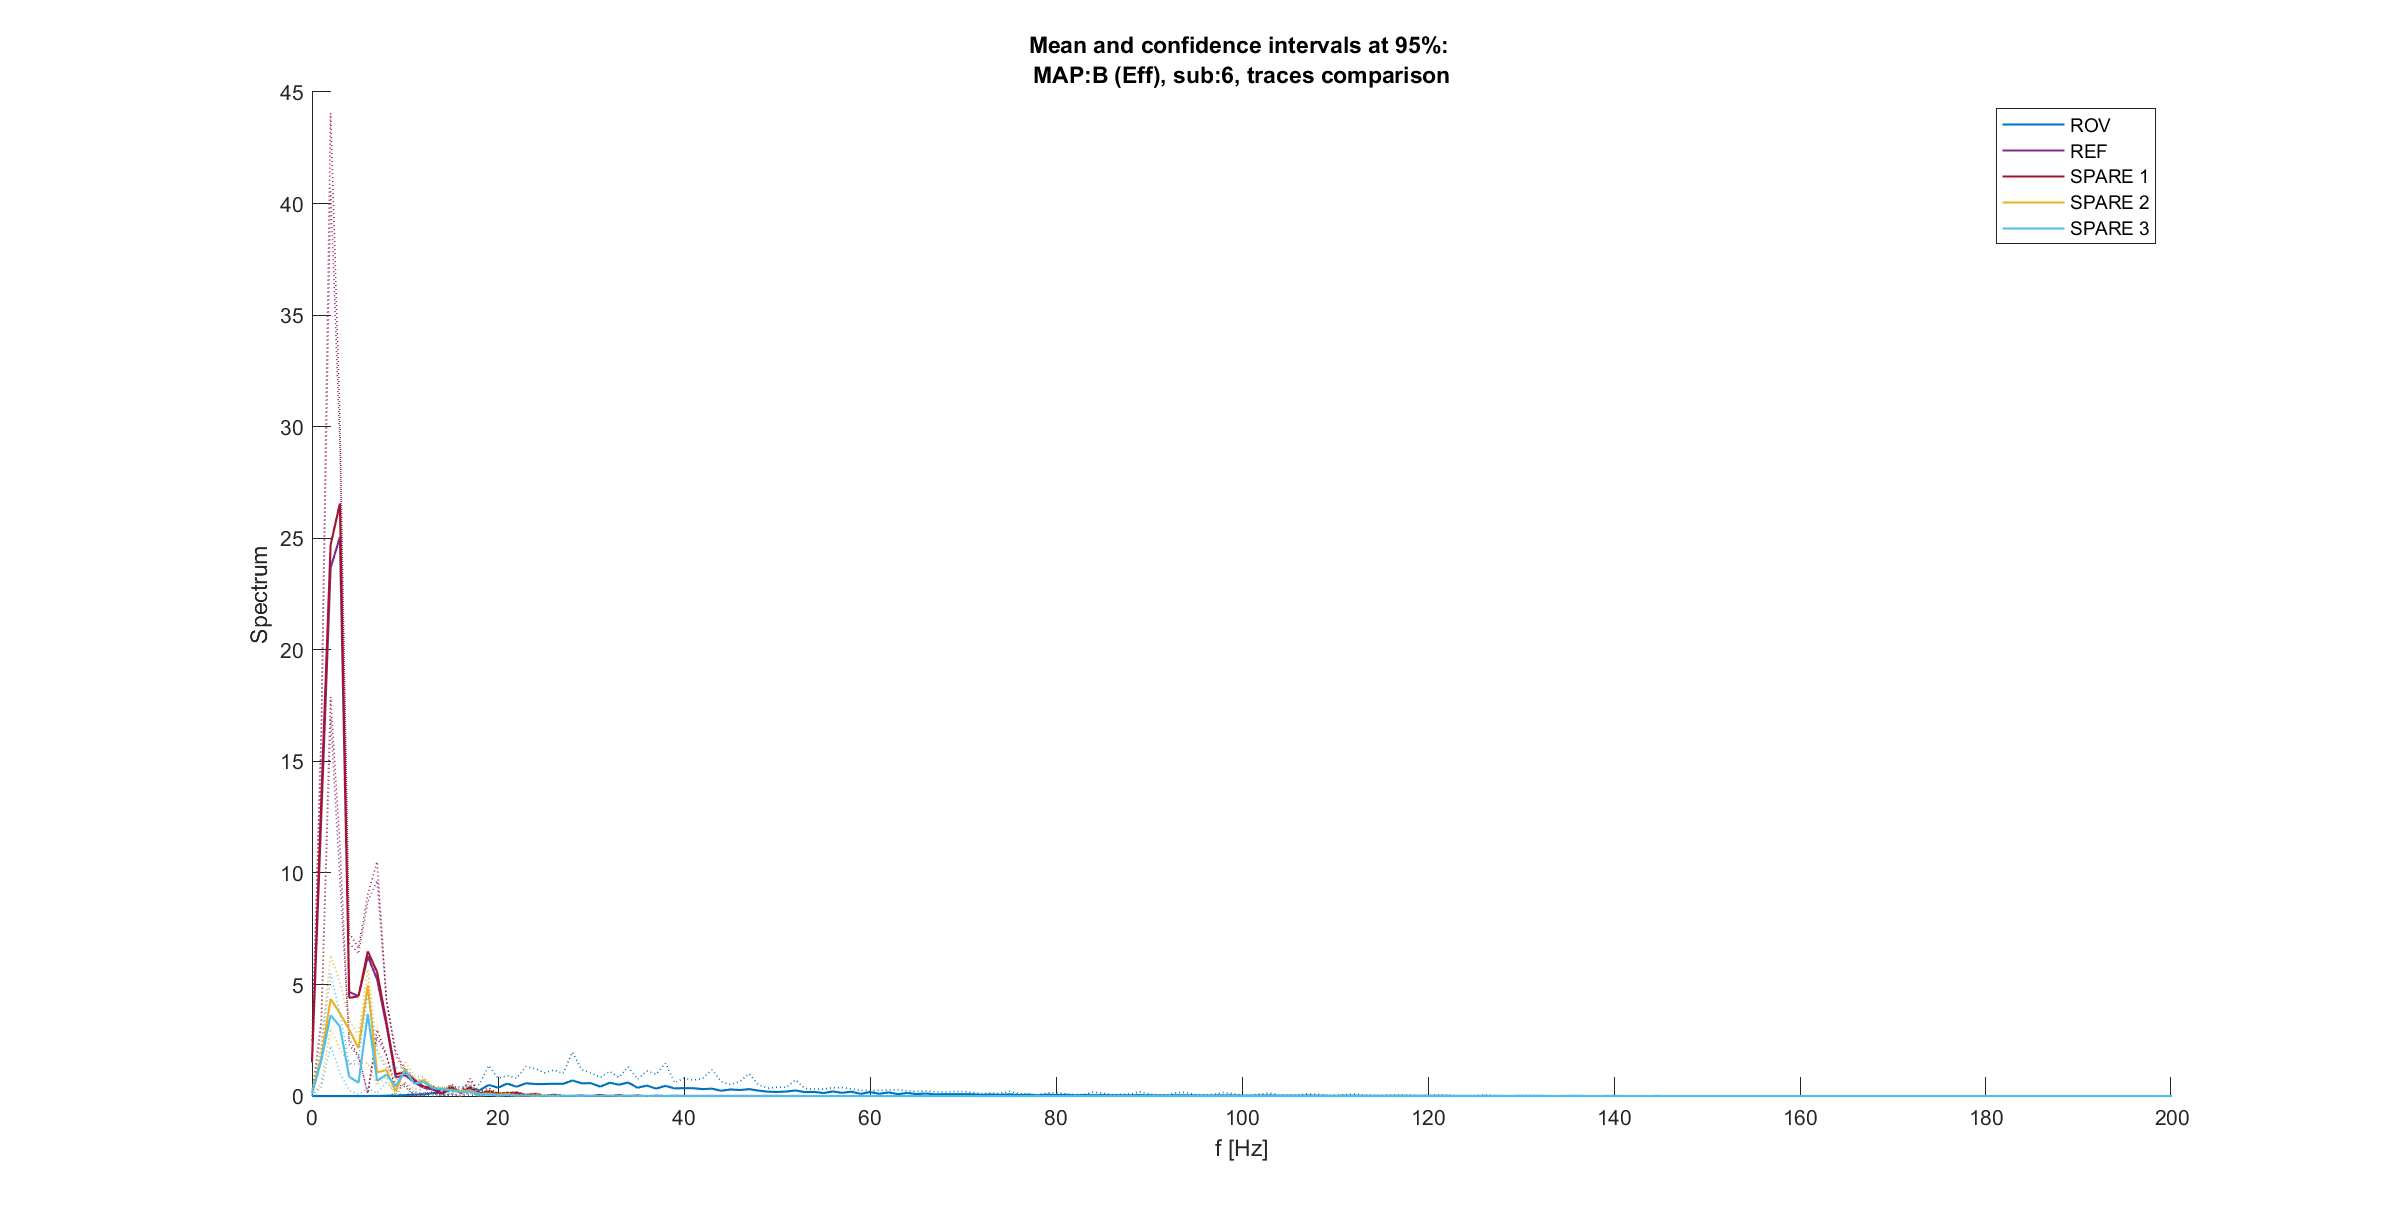 Mean and confidence intervals at 95%:
MAP:B (Eff), sub:6, traces comparison
45
40
35
30
25
20
15
10
5
0
Spectrum
ROV
REF
SPARE 1
SPARE 2
SPARE 3
0 20 40 60 80 100 120 140 160 180 200
f [Hz]